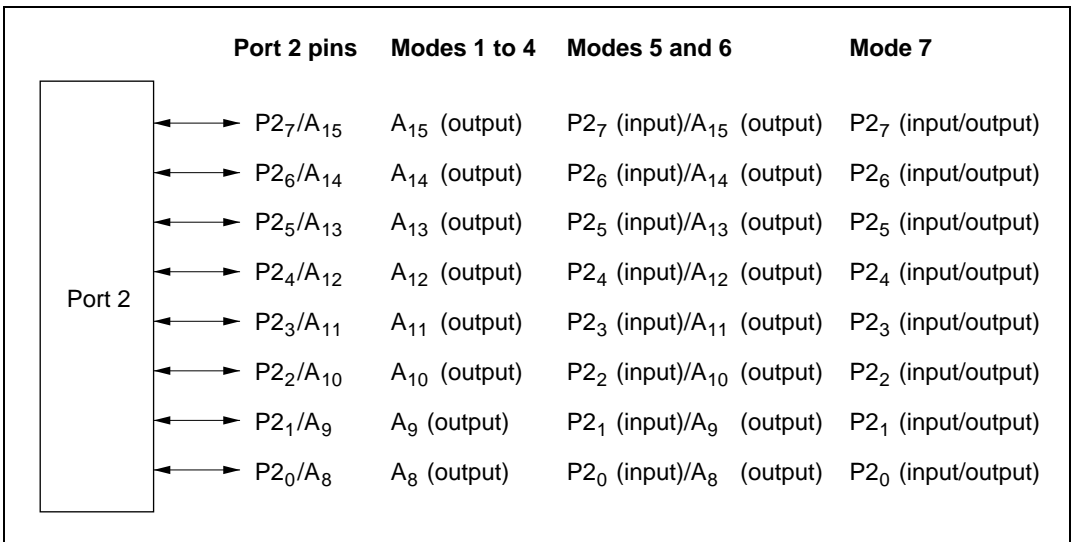 Port 2 pins Modes 1 to 4 Modes 5 and 6 Mode 7
P2₇/A₁₅ A₁₅ (output) P2₇ (input)/A₁₅ (output) P2₇ (input/output)
P2₆/A₁₄ A₁₄ (output) P2₆ (input)/A₁₄ (output) P2₆ (input/output)
P2₅/A₁₃ A₁₃ (output) P2₅ (input)/A₁₃ (output) P2₅ (input/output)
P2₄/A₁₂ A₁₂ (output) P2₄ (input)/A₁₂ (output) P2₄ (input/output)
Port 2
P2₃/A₁₁ A₁₁ (output) P2₃ (input)/A₁₁ (output) P2₃ (input/output)
P2₂/A₁₀ A₁₀ (output) P2₂ (input)/A₁₀ (output) P2₂ (input/output)
P2₁/A₉ A₉ (output) P2₁ (input)/A₉ (output) P2₁ (input/output)
P2₀/A₈ A₈ (output) P2₀ (input)/A₈ (output) P2₀ (input/output)